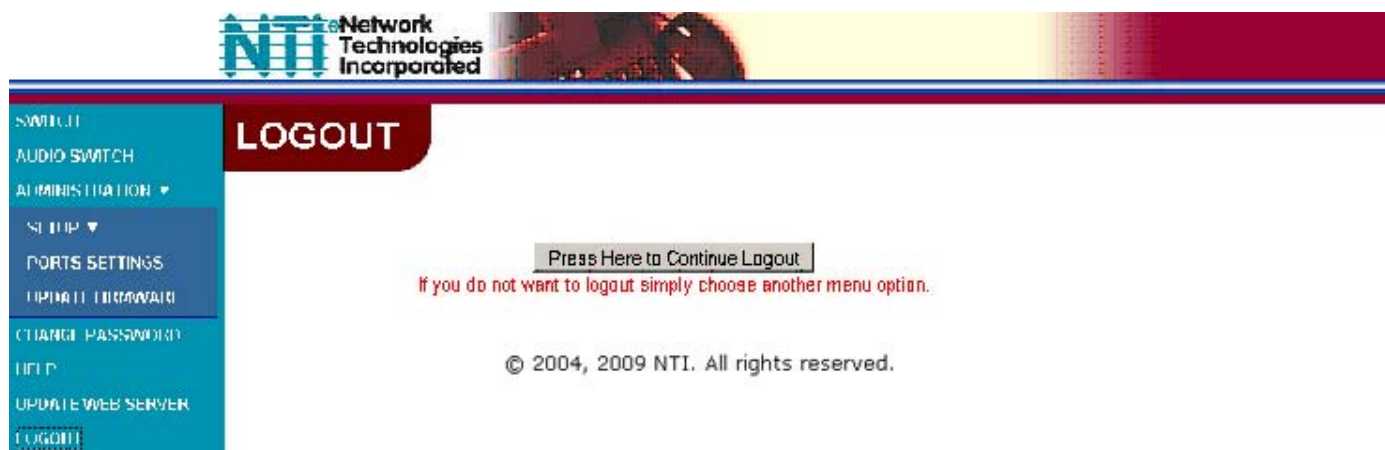 NTI
Network
Technologies
Incorporated
SWITCH
AUDIO SWITCH
ADMINISTRATION ▼
SETUP ▼
PORTS SETTINGS
UPDATE FIRMWARE
CHANGE PASSWORD
HELP
UPDATE WEB SERVER
LOGOUT
LOGOUT
Press Here to Continue Logout
If you do not want to logout simply choose another menu option.
© 2004, 2009 NTI. All rights reserved.